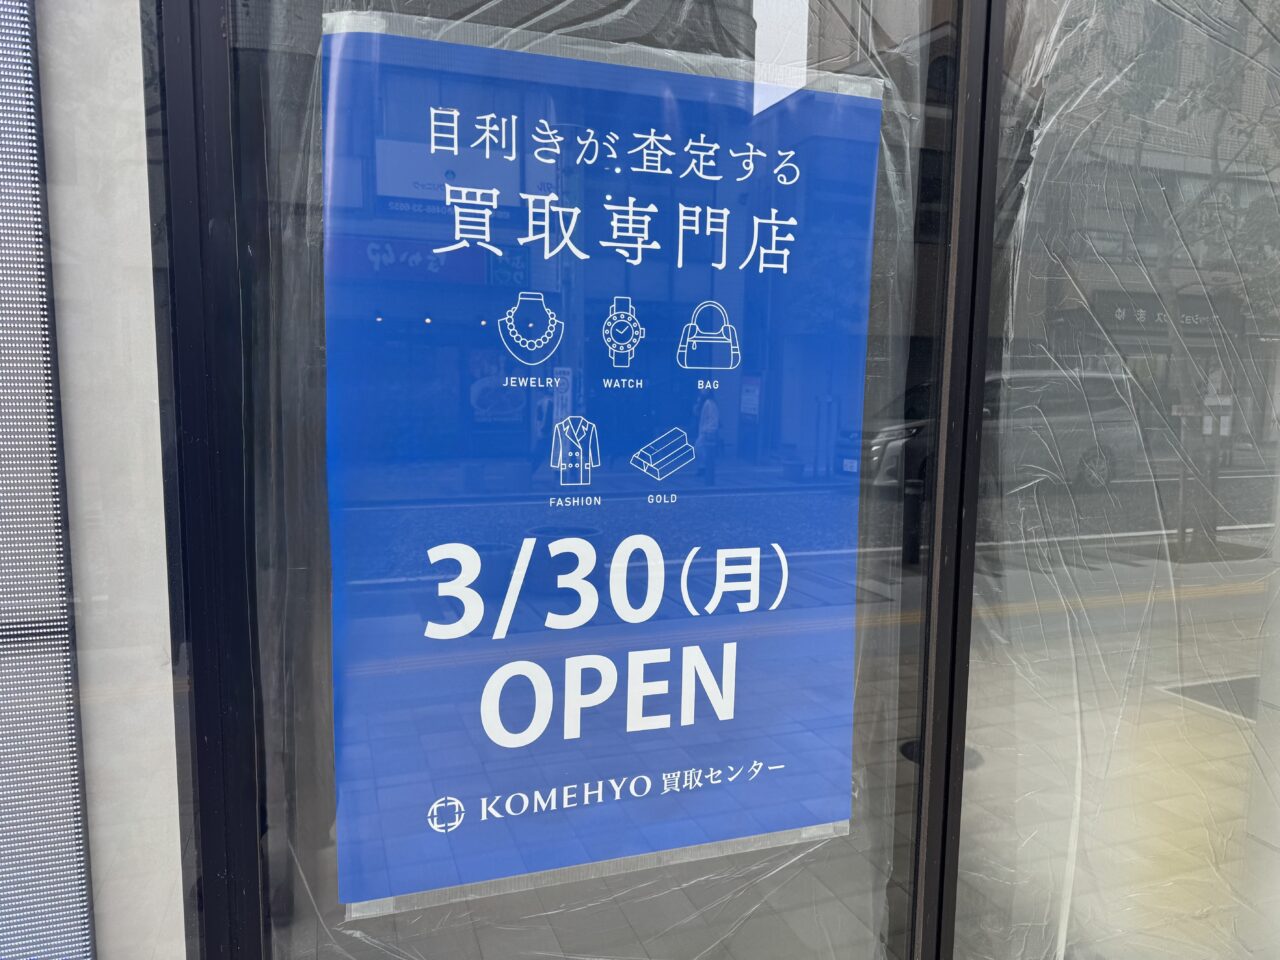 目利きが査定する
買取専門店
JEWELRY
WATCH
BAG
FASHION
GOLD
3/30(月)
OPEN
KOMEHYO 買取センター